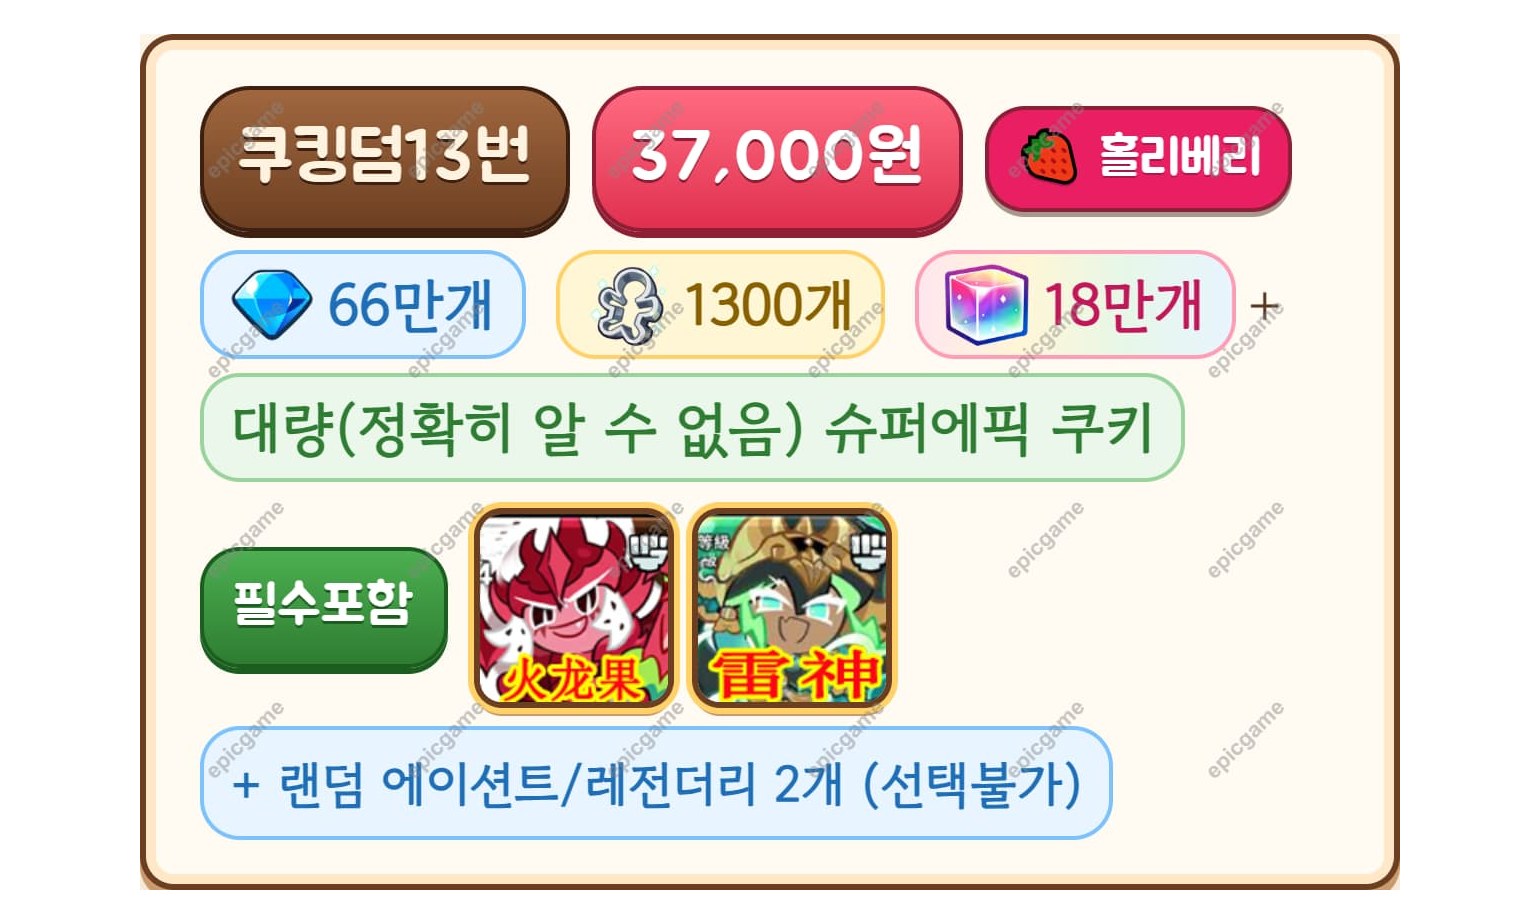 쿠킹덤13번 37,000원 홀리베리
66만개 1300개 18만개 +
대량(정확히 알 수 없음) 슈퍼에픽 쿠키
필수포함
火龙果
等級
雷神
+ 랜덤 에이션트/레전더리 2개 (선택불가)
epicgame